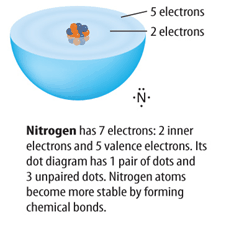 5 electrons
2 electrons
·N̈·
Nitrogen has 7 electrons: 2 inner
electrons and 5 valence electrons. Its
dot diagram has 1 pair of dots and
3 unpaired dots. Nitrogen atoms
become more stable by forming
chemical bonds.